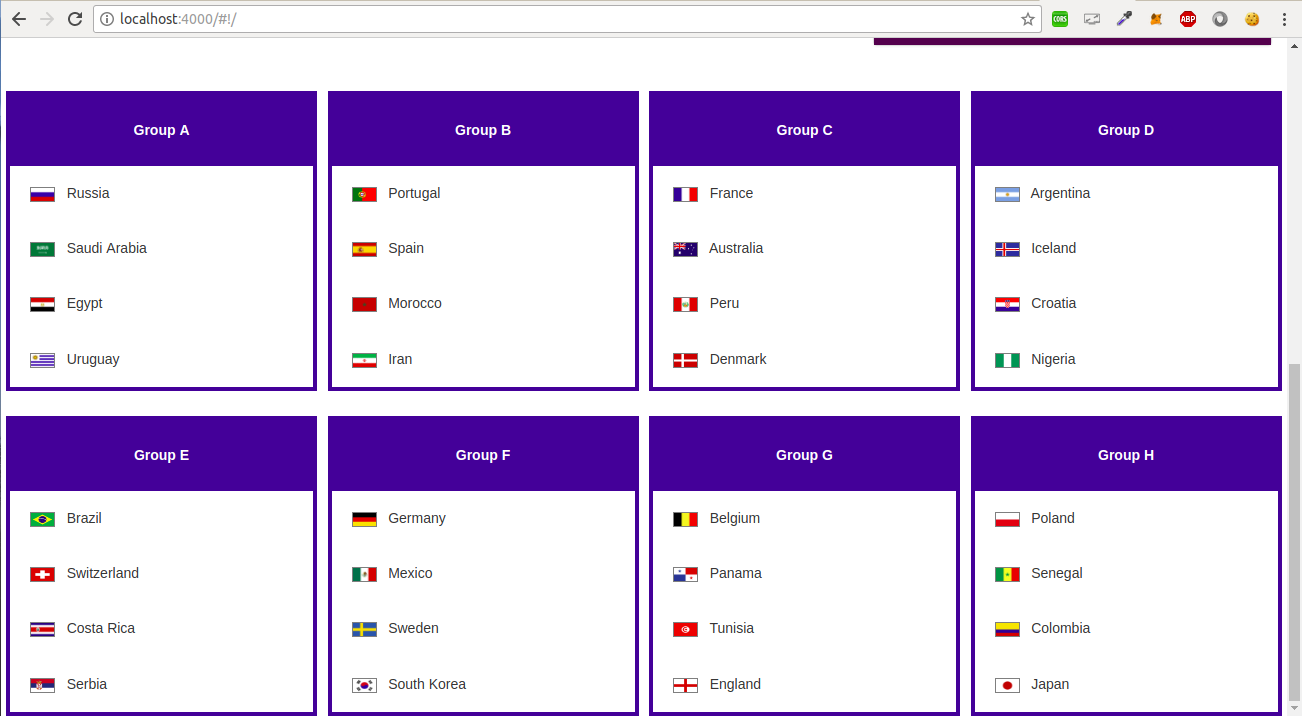 localhost:4000/#!/
CORS
ABP
Group A
Russia
Saudi Arabia
Egypt
Uruguay
Group B
Portugal
Spain
Morocco
Iran
Group C
France
Australia
Peru
Denmark
Group D
Argentina
Iceland
Croatia
Nigeria
Group E
Brazil
Switzerland
Costa Rica
Serbia
Group F
Germany
Mexico
Sweden
South Korea
Group G
Belgium
Panama
Tunisia
England
Group H
Poland
Senegal
Colombia
Japan